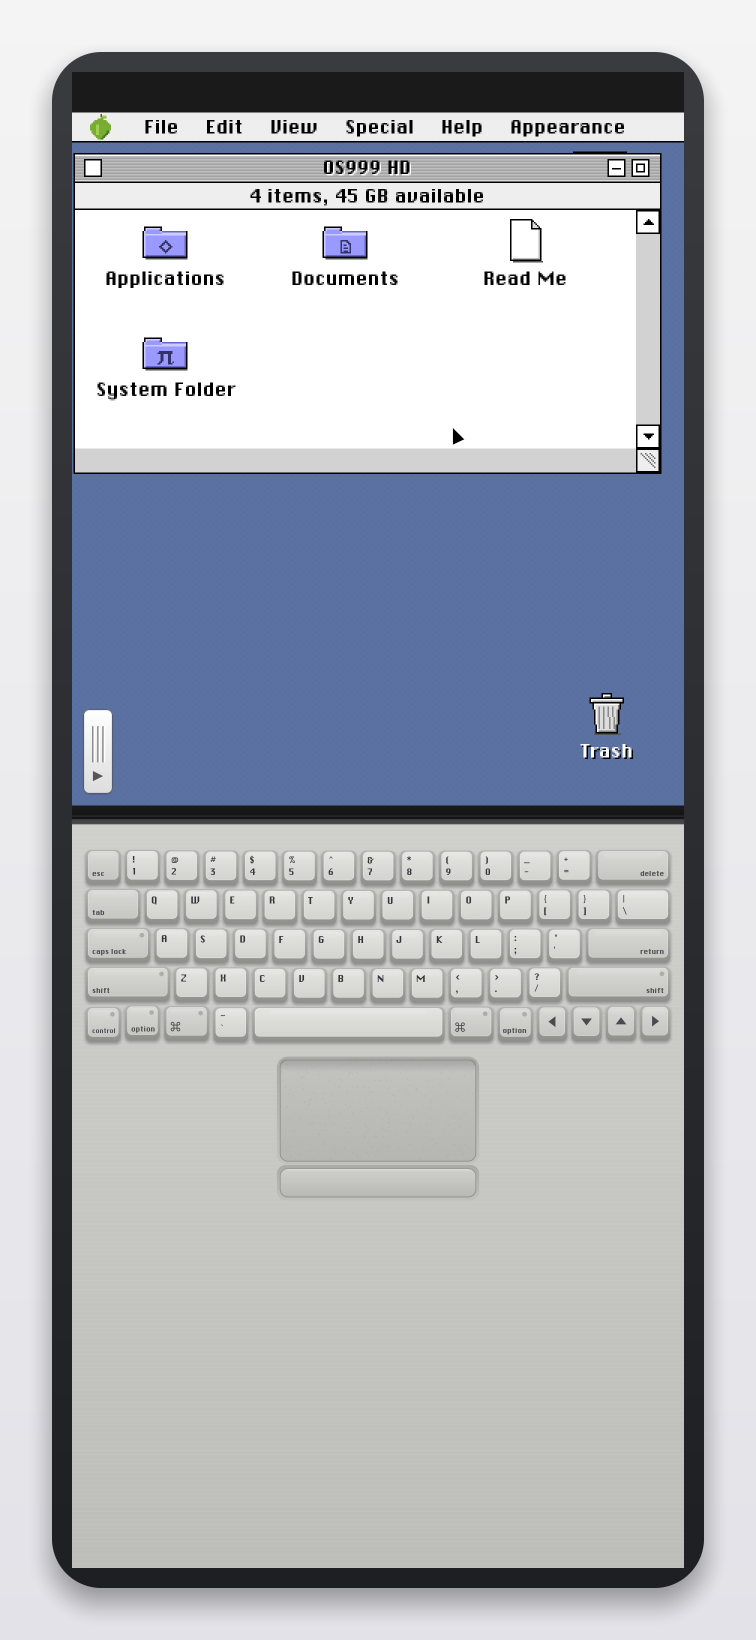 File Edit View Special Help Appearance
OS999 HD
4 items, 45 GB available
Applications Documents Read Me
System Folder
Trash
esc ! 1 @ 2 # 3 $ 4 % 5 ^ 6 & 7 * 8 ( 9 ) 0 _ - + = delete
tab Q W E R T Y U I O P { [ } ] | \
caps lock A S D F G H J K L : ; " ' return
shift Z X C V B N M < , > . ? / shift
control option ⌘ ~ ` ⌘ option